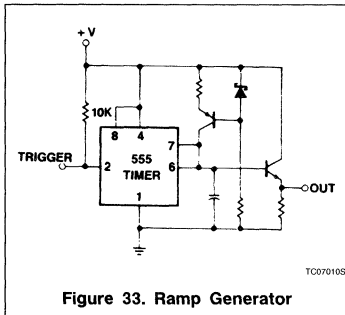 +V
10K
8
4
7
TRIGGER
2
555
TIMER
6
1
OUT
TC07010S
Figure 33. Ramp Generator